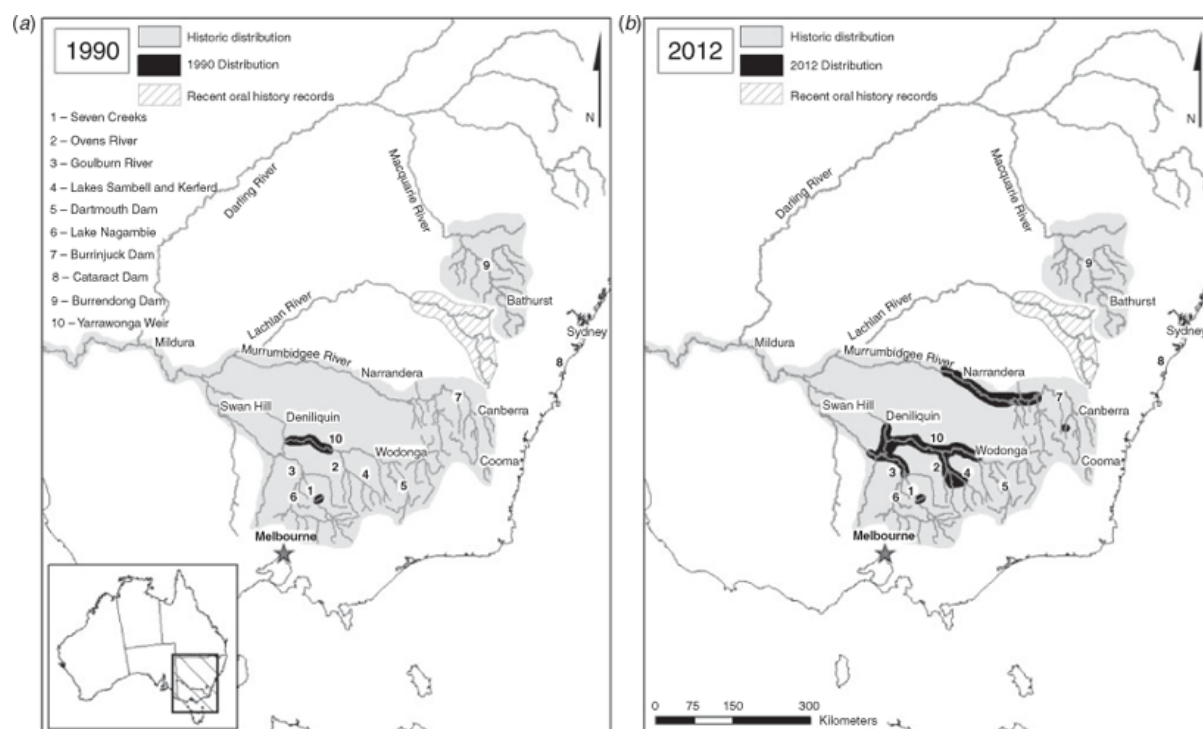 (a)
1990
Historic distribution
1990 Distribution
Recent oral history records
N
1 – Seven Creeks
2 – Ovens River
3 – Goulburn River
4 – Lakes Sambell and Kerferd
5 – Dartmouth Dam
6 – Lake Nagambie
7 – Burrinjuck Dam
8 – Cataract Dam
9 – Burrendong Dam
10 – Yarrawonga Weir
Darling River
Macquarie River
9
Bathurst
Lachlan River
Sydney
Mildura
8
Murrumbidgee River
Narrandera
7
Swan Hill
Deniliquin
Canberra
10
Wodonga
Cooma
3
2
4
5
6
1
Melbourne
(b)
2012
Historic distribution
2012 Distribution
Recent oral history records
N
Darling River
Macquarie River
9
Bathurst
Lachlan River
Sydney
Mildura
8
Murrumbidgee River
Narrandera
7
Swan Hill
Deniliquin
Canberra
10
Wodonga
Cooma
3
2
4
5
6
1
Melbourne
0 75 150 300
Kilometers